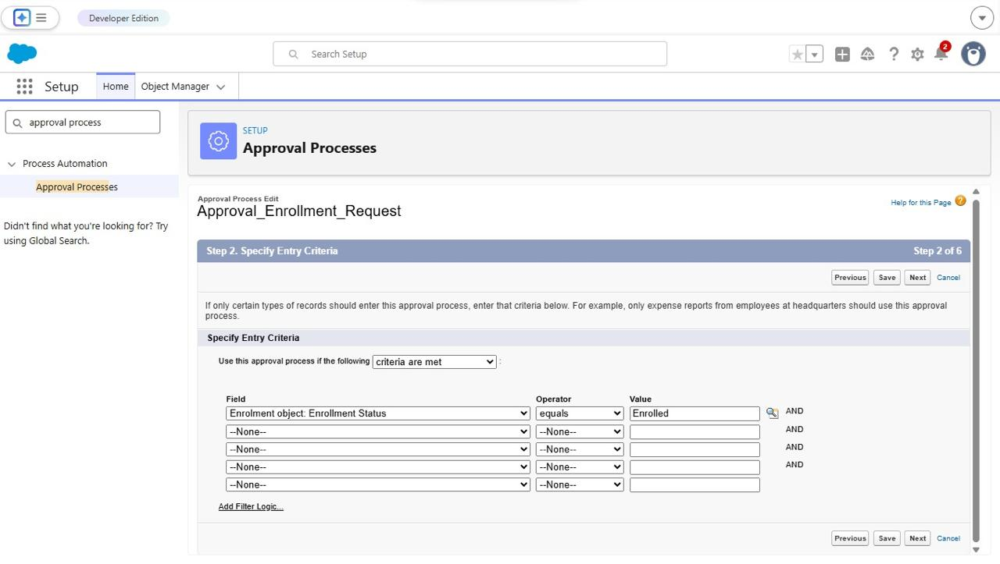 Developer Edition
Search Setup
2
Setup
Home
Object Manager
approval process
Process Automation
Approval Processes
Didn't find what you're looking for? Try
using Global Search.
SETUP
Approval Processes
Approval Process Edit
Approval_Enrollment_Request
Help for this Page ?
Step 2. Specify Entry Criteria Step 2 of 6
Previous Save Next Cancel
If only certain types of records should enter this approval process, enter that criteria below. For example, only expense reports from employees at headquarters should use this approval
process.
Specify Entry Criteria
Use this approval process if the following criteria are met :
Field Operator Value
Enrolment object: Enrollment Status equals Enrolled AND
--None-- --None-- AND
--None-- --None-- AND
--None-- --None-- AND
--None-- --None--
Add Filter Logic...
Previous Save Next Cancel